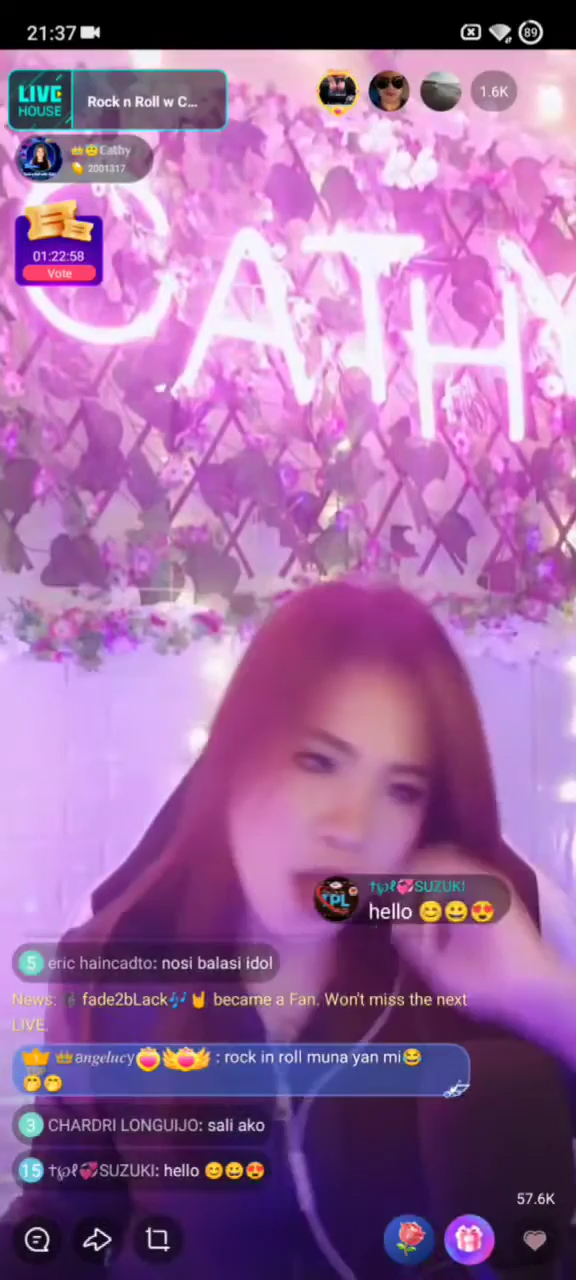 21:37
89
LIVE
HOUSE
Rock n Roll w C...
1.6K
Cathy
2001317
01:22:58
Vote
CATHY
TPL
†℘ℓ💞SUZUKI
hello 😊😀😍
5 eric haincadto: nosi balasi idol
News: fade2bLack🎶🤘 became a Fan. Won't miss the next
LIVE.
angelucy : rock in roll muna yan mi😂
🤭🤭
3 CHARDRI LONGUIJO: sali ako
15 †℘ℓ💞SUZUKI: hello 😊😀😍
57.6K